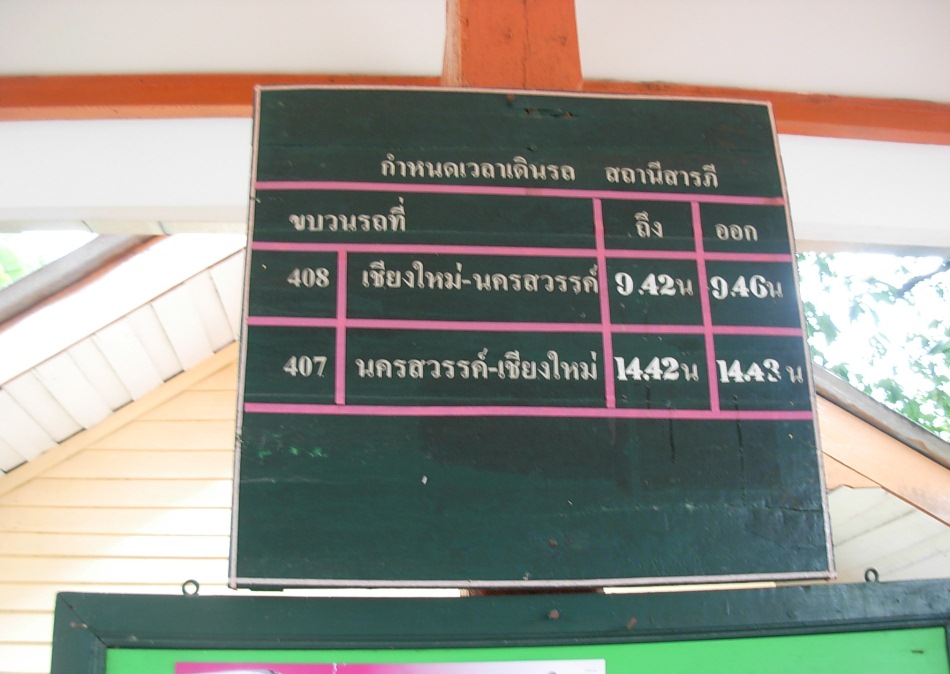 กำหนดเวลาเดินรถ สถานีสารภี
ขบวนรถที่ ถึง ออก
408 เชียงใหม่-นครสวรรค์ 9.42น 9.46น
407 นครสวรรค์-เชียงใหม่ 14.42น 14.43น